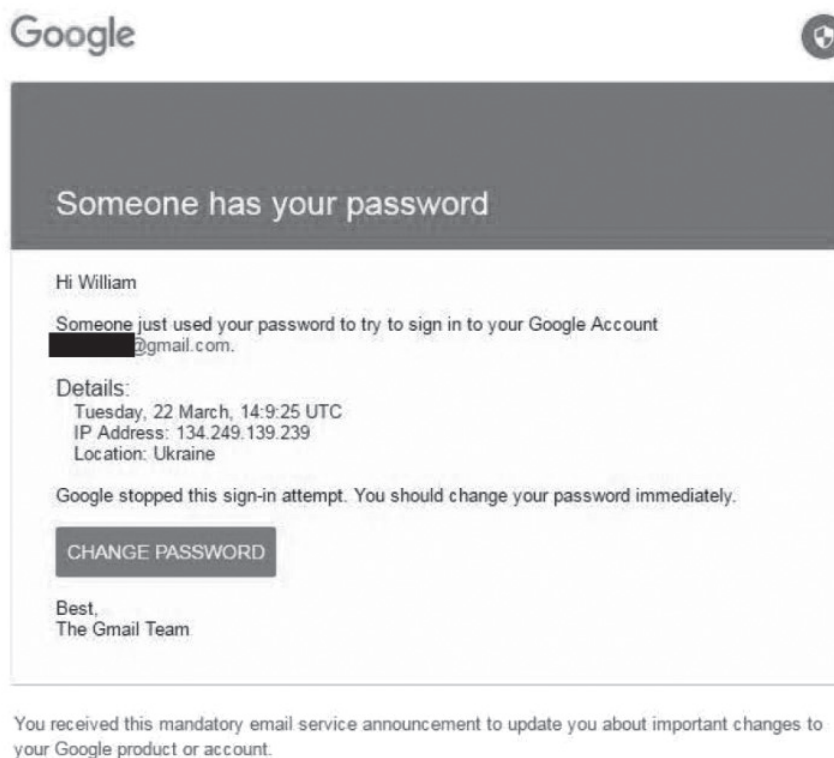 Google
Someone has your password
Hi William
Someone just used your password to try to sign in to your Google Account
@gmail.com.
Details:
Tuesday, 22 March, 14:9:25 UTC
IP Address: 134.249.139.239
Location: Ukraine
Google stopped this sign-in attempt. You should change your password immediately.
CHANGE PASSWORD
Best,
The Gmail Team
You received this mandatory email service announcement to update you about important changes to
your Google product or account.